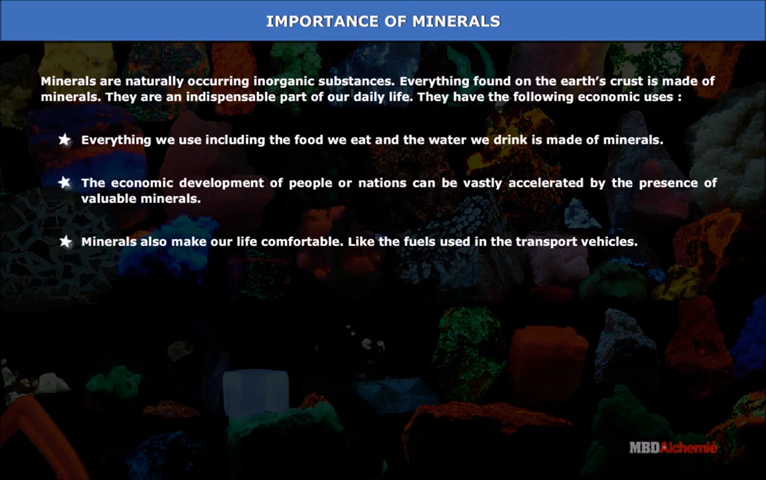 IMPORTANCE OF MINERALS
Minerals are naturally occurring inorganic substances. Everything found on the earth's crust is made of
minerals. They are an indispensable part of our daily life. They have the following economic uses :
Everything we use including the food we eat and the water we drink is made of minerals.
The economic development of people or nations can be vastly accelerated by the presence of
valuable minerals.
Minerals also make our life comfortable. Like the fuels used in the transport vehicles.
MBDAlchemie